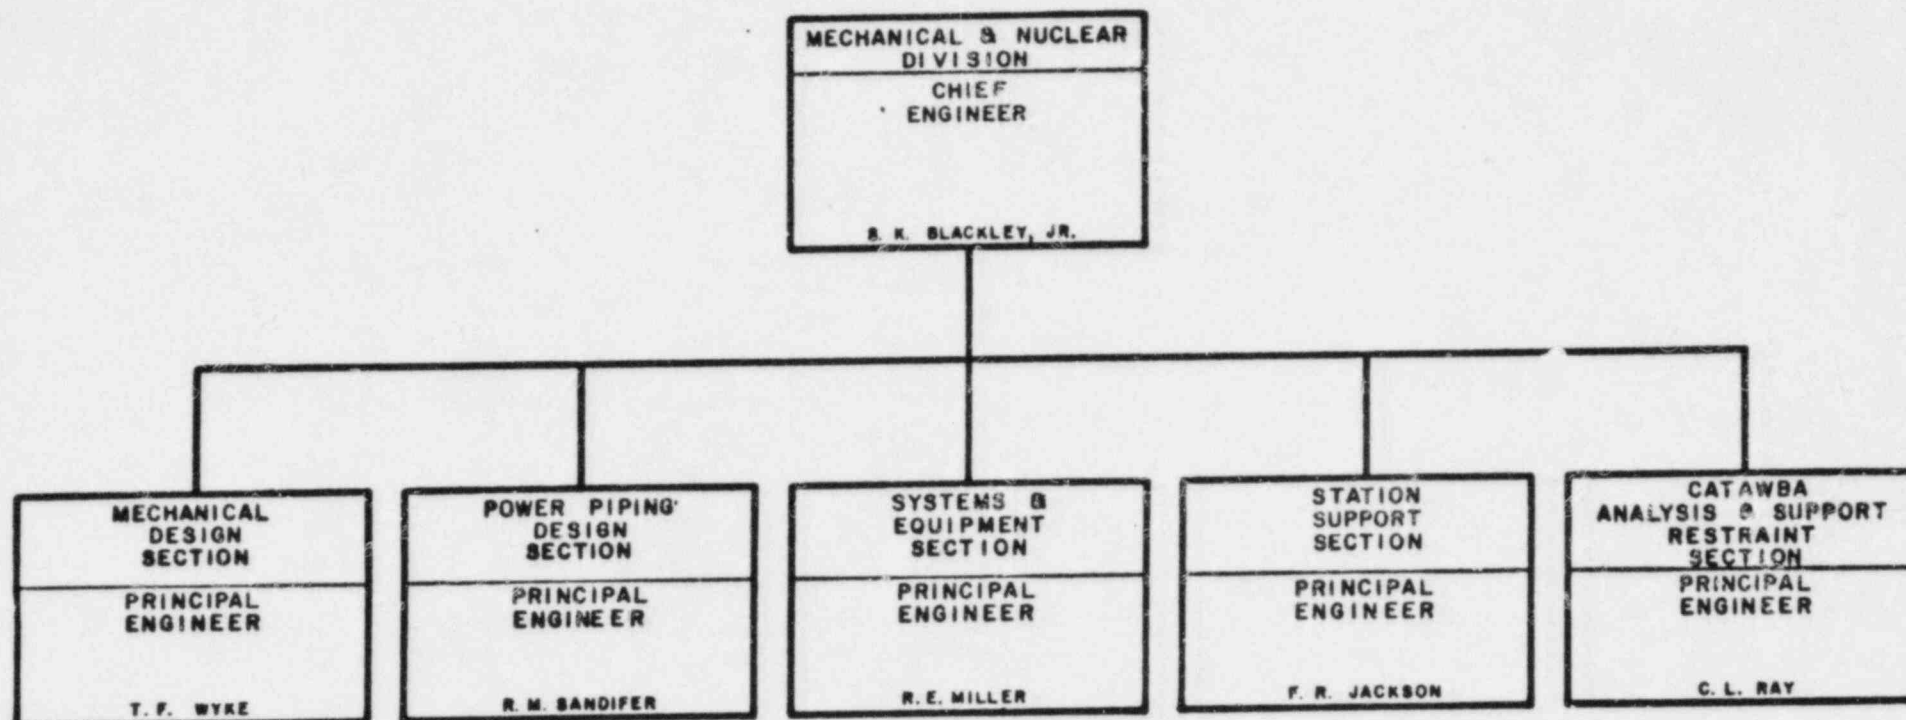 MECHANICAL & NUCLEAR
DIVISION
CHIEF
ENGINEER
S. K. BLACKLEY, JR.
MECHANICAL
DESIGN
SECTION
PRINCIPAL
ENGINEER
T. F. WYKE
POWER PIPING
DESIGN
SECTION
PRINCIPAL
ENGINEER
R. M. SANDIFER
SYSTEMS &
EQUIPMENT
SECTION
PRINCIPAL
ENGINEER
R. E. MILLER
STATION
SUPPORT
SECTION
PRINCIPAL
ENGINEER
F. R. JACKSON
CATAWBA
ANALYSIS & SUPPORT
RESTRAINT
SECTION
PRINCIPAL
ENGINEER
C. L. RAY